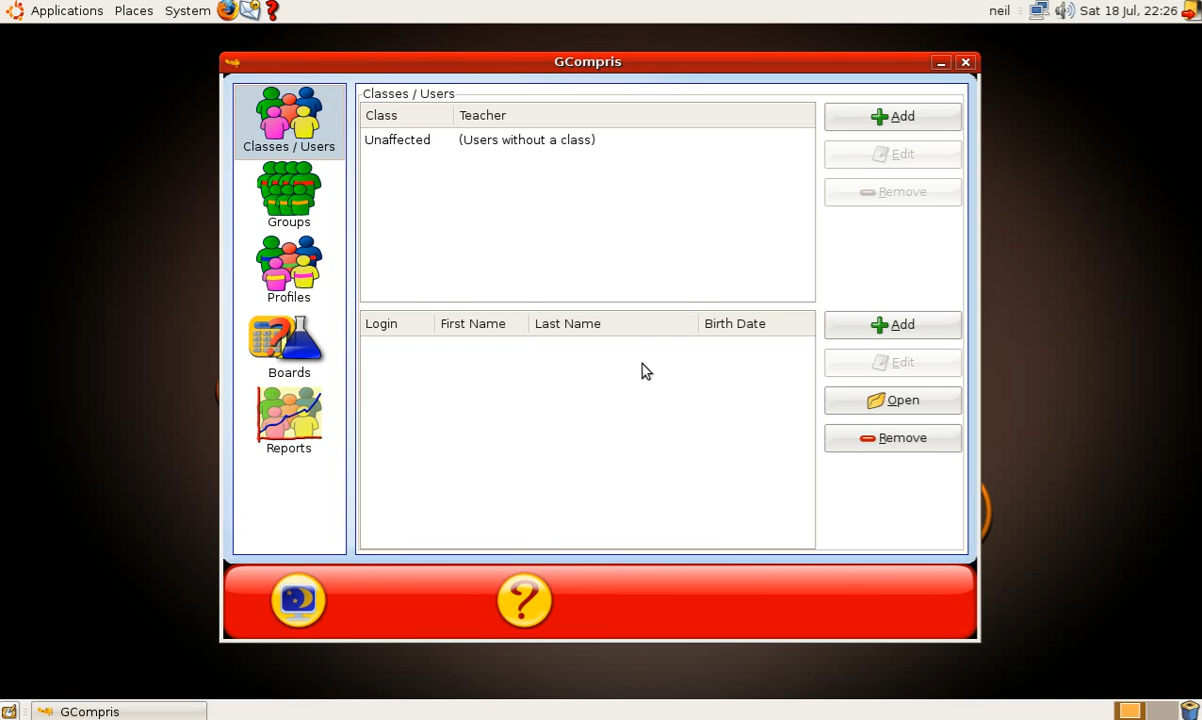 Applications Places System neil Sat 18 Jul, 22:26
GCompris
Classes / Users
Groups
Profiles
Boards
Reports
Classes / Users
Class Teacher
Unaffected (Users without a class)
Add
Edit
Remove
Login First Name Last Name Birth Date
Add
Edit
Open
Remove
GCompris